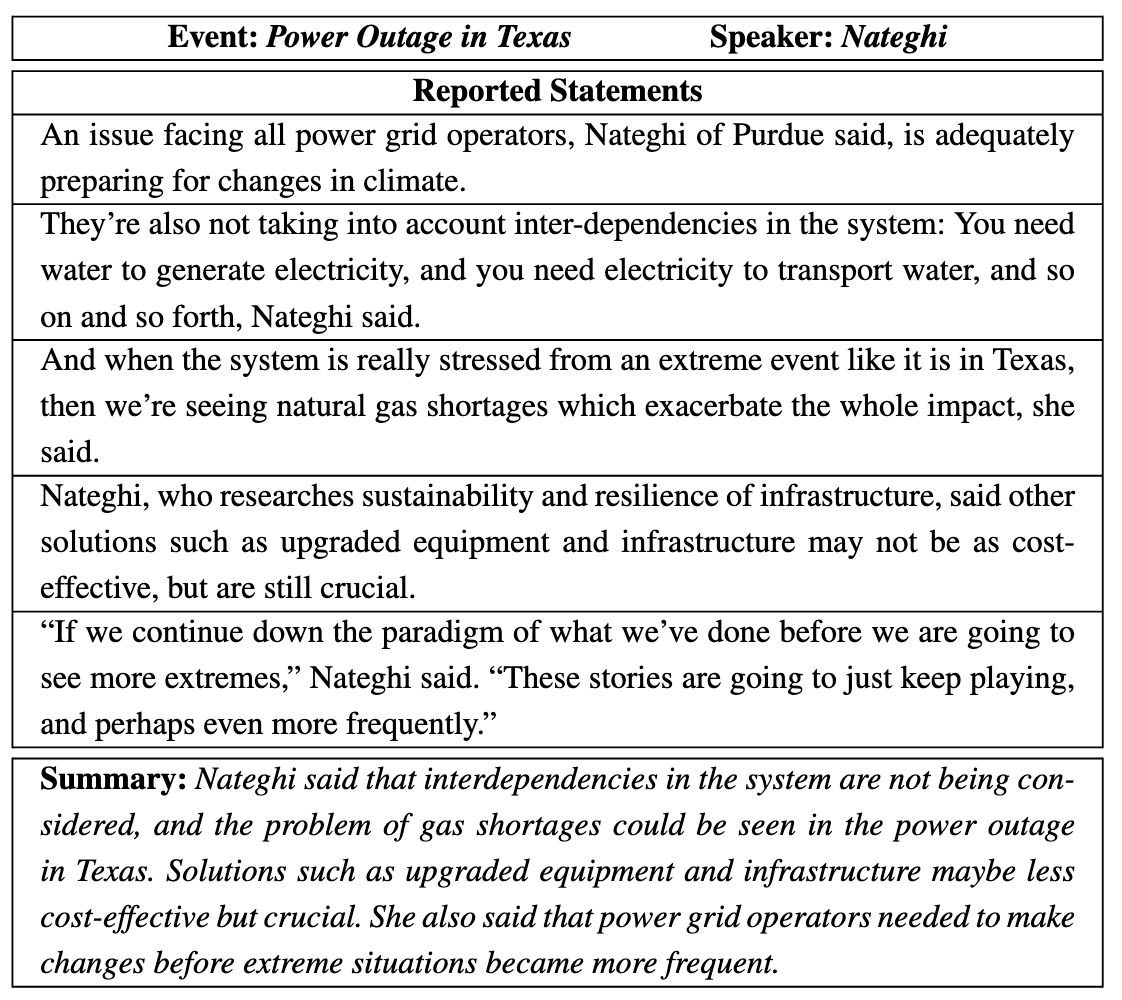 Event: Power Outage in Texas Speaker: Nateghi
Reported Statements
An issue facing all power grid operators, Nateghi of Purdue said, is adequately
preparing for changes in climate.
They’re also not taking into account inter-dependencies in the system: You need
water to generate electricity, and you need electricity to transport water, and so
on and so forth, Nateghi said.
And when the system is really stressed from an extreme event like it is in Texas,
then we’re seeing natural gas shortages which exacerbate the whole impact, she
said.
Nateghi, who researches sustainability and resilience of infrastructure, said other
solutions such as upgraded equipment and infrastructure may not be as cost-
effective, but are still crucial.
“If we continue down the paradigm of what we’ve done before we are going to
see more extremes,” Nateghi said. “These stories are going to just keep playing,
and perhaps even more frequently.”
Summary: Nateghi said that interdependencies in the system are not being con-
sidered, and the problem of gas shortages could be seen in the power outage
in Texas. Solutions such as upgraded equipment and infrastructure maybe less
cost-effective but crucial. She also said that power grid operators needed to make
changes before extreme situations became more frequent.